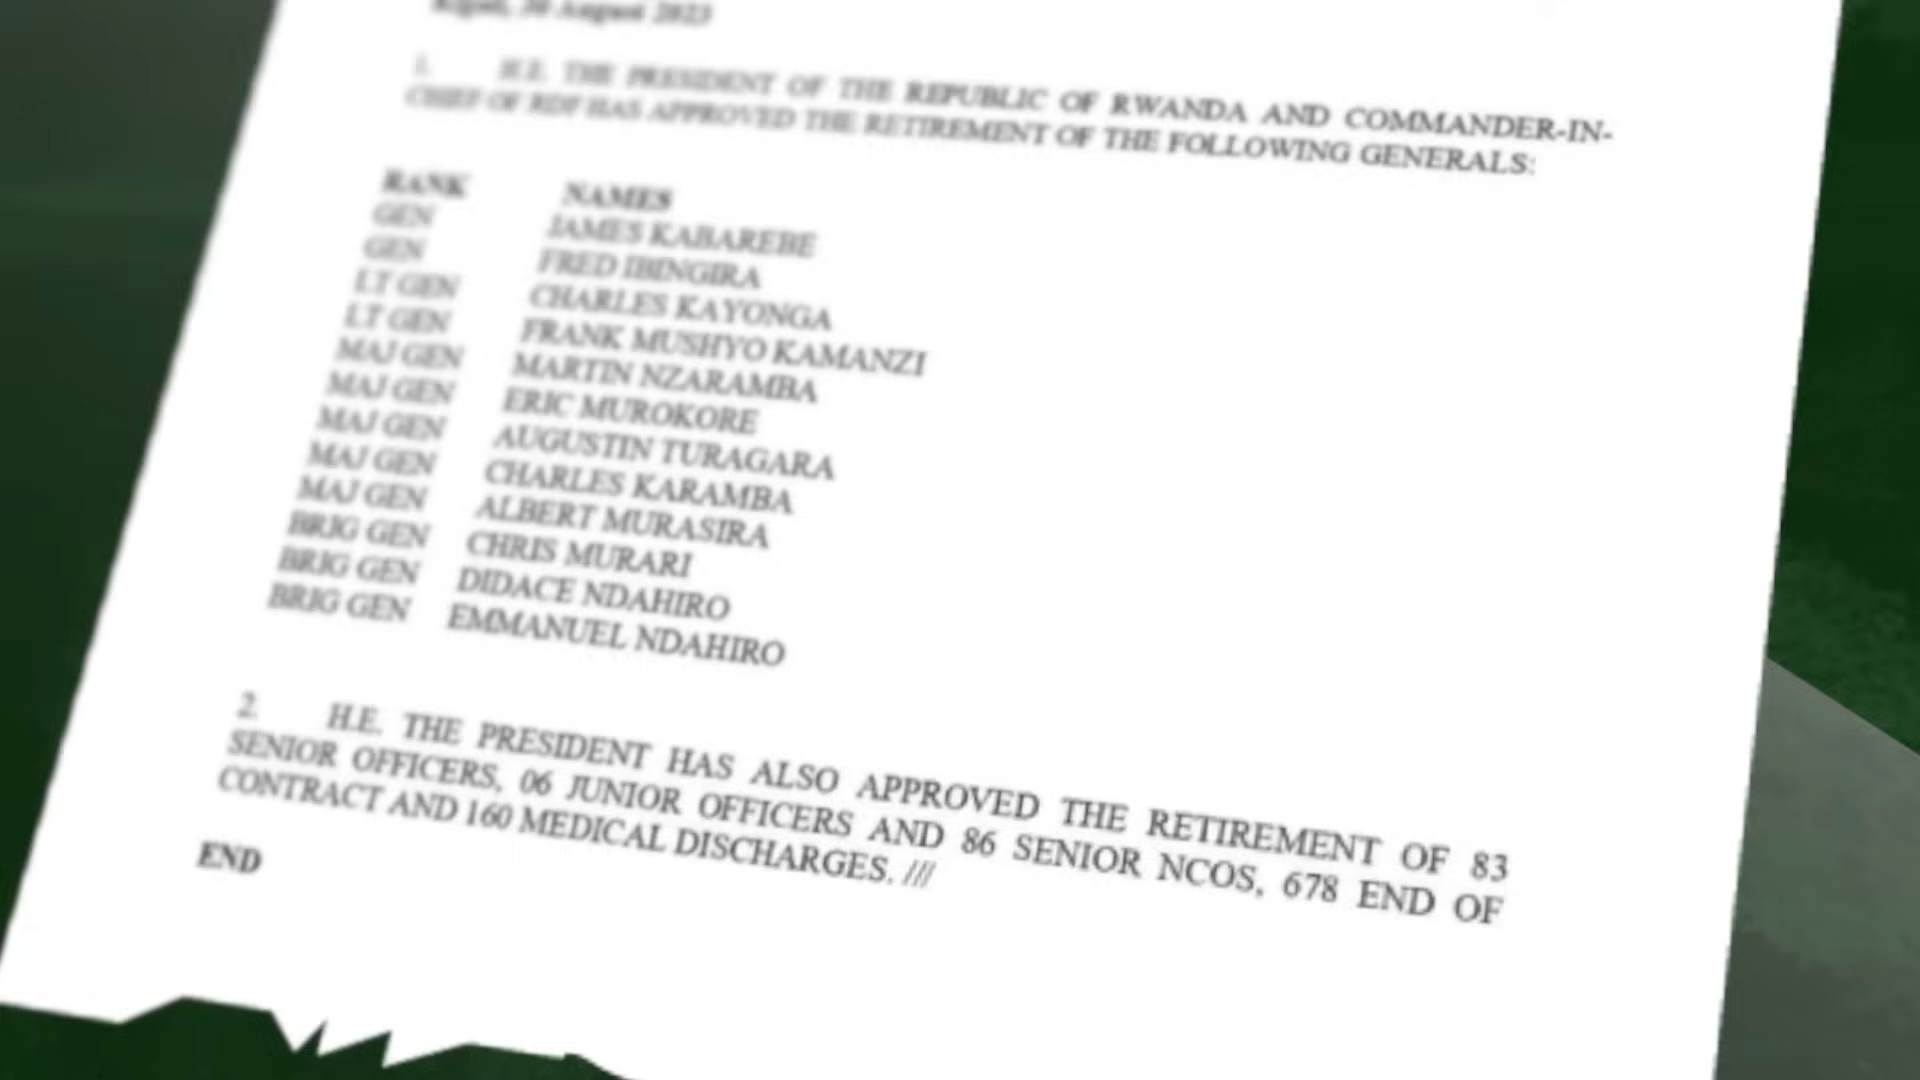 Kigali, 30 August 2023
1. H.E. THE PRESIDENT OF THE REPUBLIC OF RWANDA AND COMMANDER-IN-
CHIEF OF RDF HAS APPROVED THE RETIREMENT OF THE FOLLOWING GENERALS:
RANK NAMES
GEN JAMES KABAREBE
GEN FRED IBINGIRA
LT GEN CHARLES KAYONGA
LT GEN FRANK MUSHYO KAMANZI
MAJ GEN MARTIN NZARAMBA
MAJ GEN ERIC MUROKORE
MAJ GEN AUGUSTIN TURAGARA
MAJ GEN CHARLES KARAMBA
MAJ GEN ALBERT MURASIRA
BRIG GEN CHRIS MURARI
BRIG GEN DIDACE NDAHIRO
BRIG GEN EMMANUEL NDAHIRO
2. H.E. THE PRESIDENT HAS ALSO APPROVED THE RETIREMENT OF 83
SENIOR OFFICERS, 06 JUNIOR OFFICERS AND 86 SENIOR NCOS, 678 END OF
CONTRACT AND 160 MEDICAL DISCHARGES. ///
END